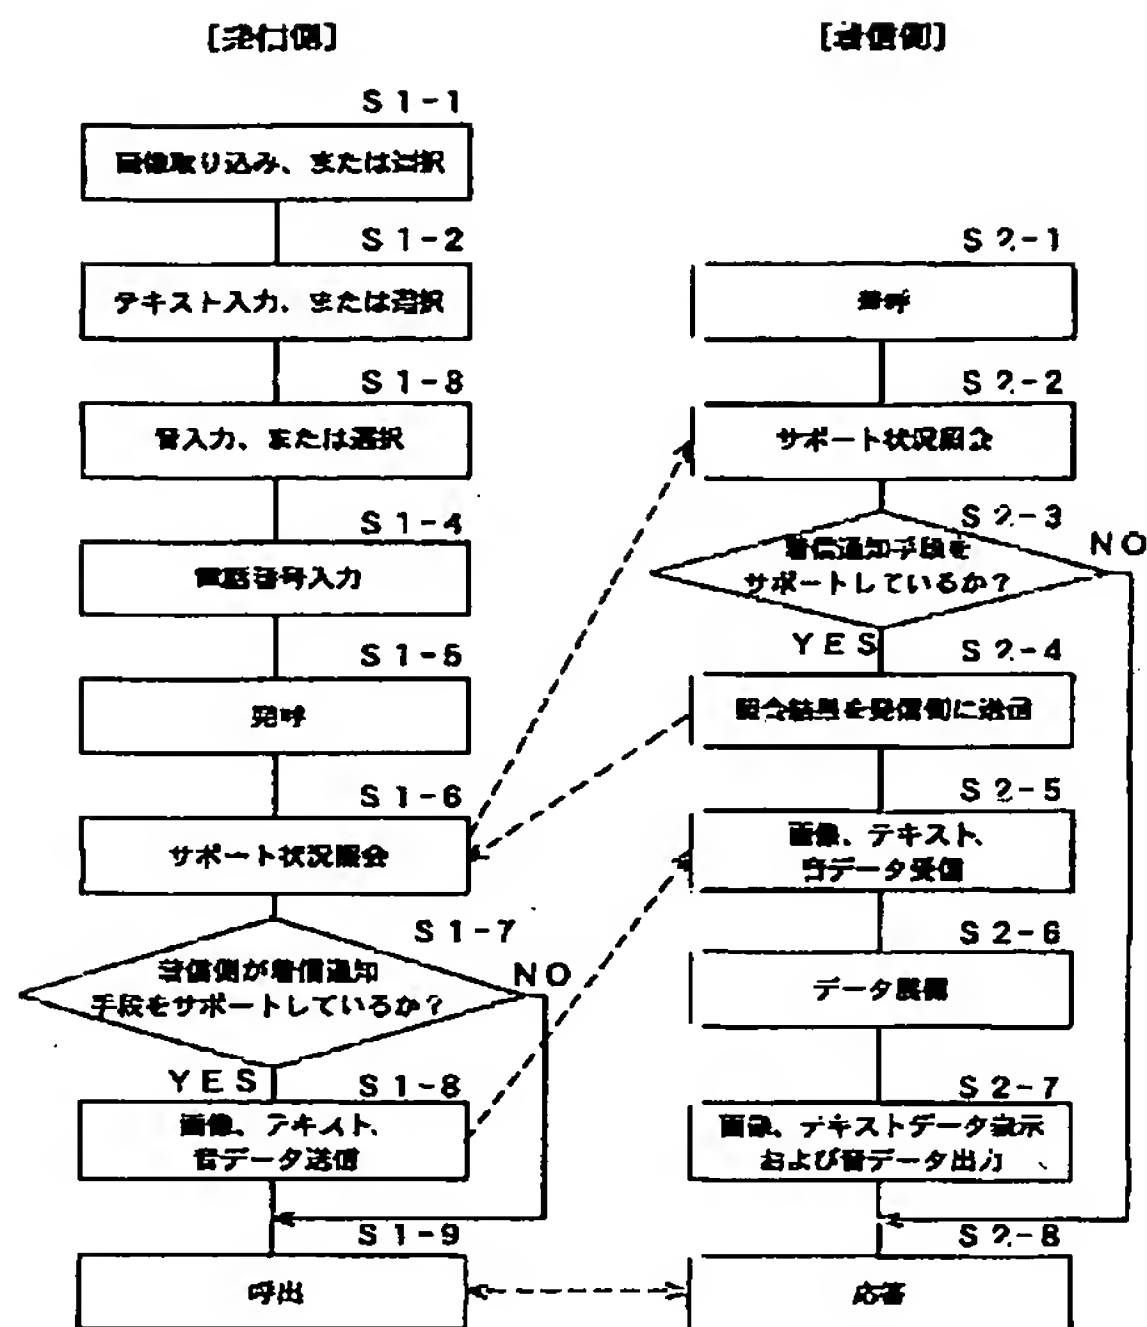 [発信側]
S1-1
画像取り込み、または選択
S1-2
テキスト入力、または選択
S1-8
音入力、または選択
S1-4
電話番号入力
S1-5
発呼
S1-6
サポート状況照会
S1-7
着信側が着信通知
手段をサポートしているか?
NO
YES
S1-8
画像、テキスト、
音データ送信
S1-9
呼出
[着信側]
S2-1
着呼
S2-2
サポート状況照会
S2-3
着信通知手段を
サポートしているか?
NO
YES
S2-4
照会結果を発信側に送信
S2-5
画像、テキスト、
音データ受信
S2-6
データ展開
S2-7
画像、テキストデータ表示
および音データ出力
S2-8
応答